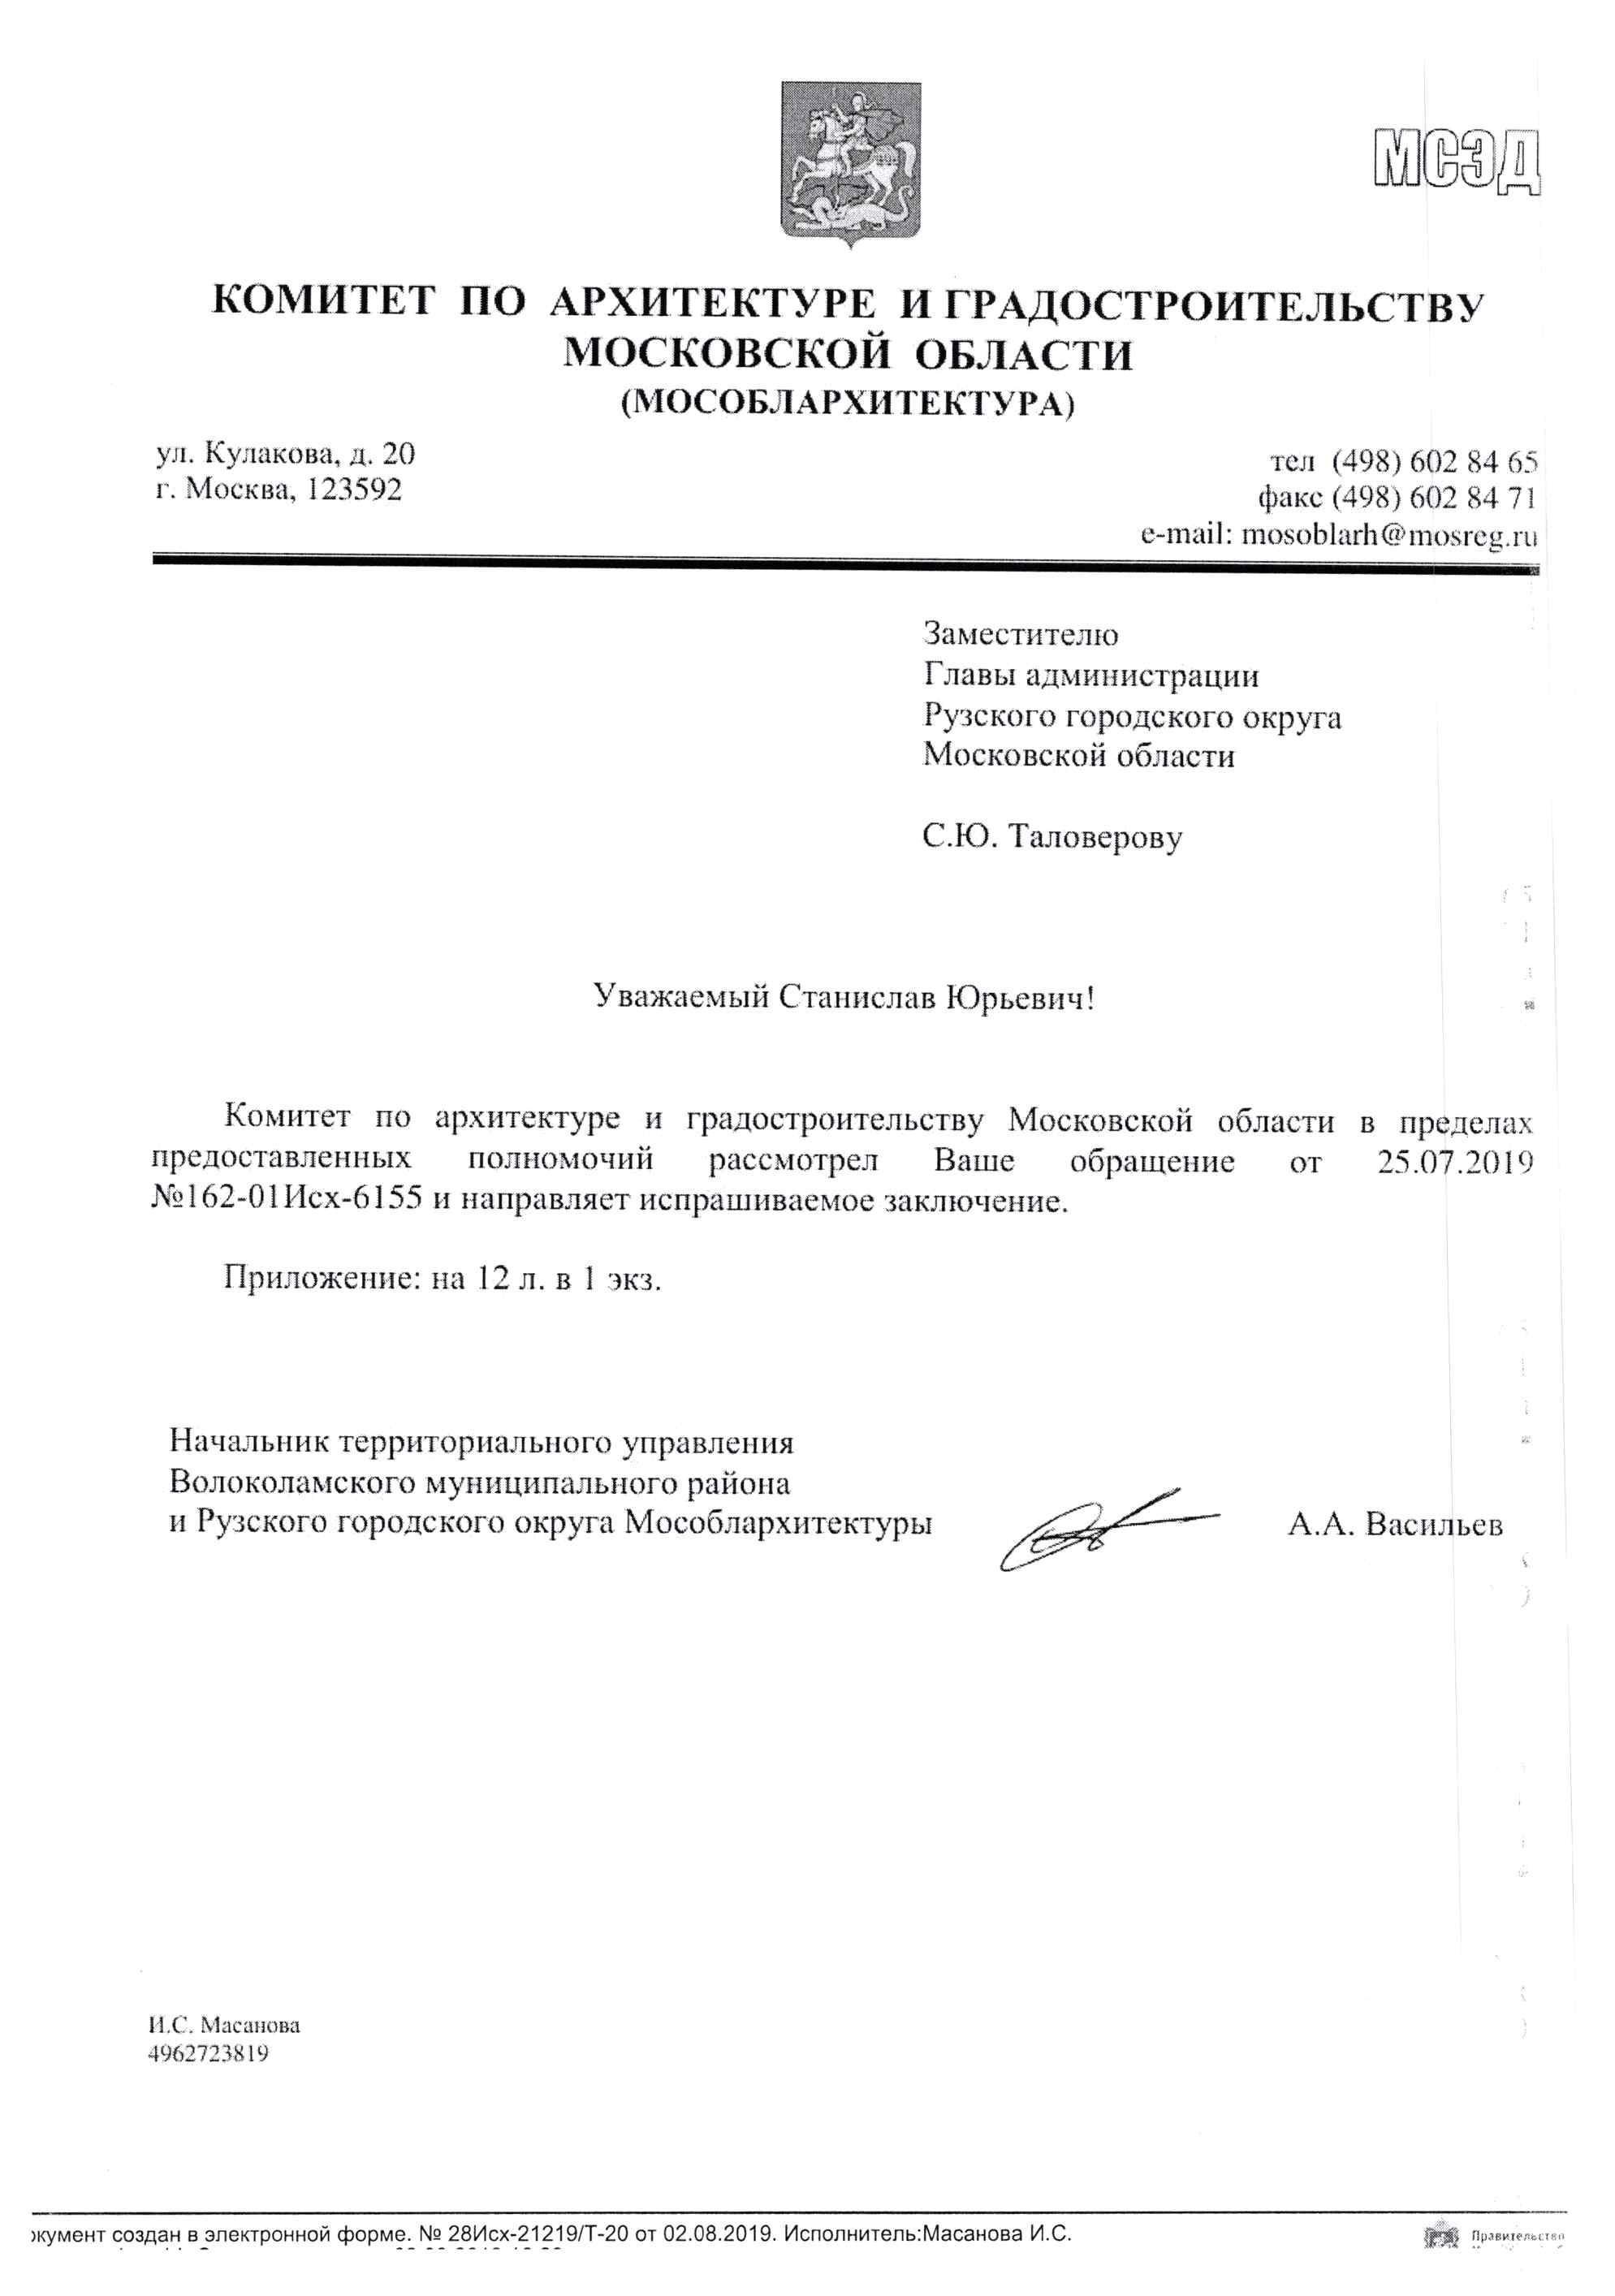 МСЭД
КОМИТЕТ ПО АРХИТЕКТУРЕ И ГРАДОСТРОИТЕЛЬСТВУ
МОСКОВСКОЙ ОБЛАСТИ
(МОСОБЛАРХИТЕКТУРА)
ул. Кулакова, д. 20
г. Москва, 123592
тел (498) 602 84 65
факс (498) 602 84 71
e-mail: mosoblarh@mosreg.ru
Заместителю
Главы администрации
Рузского городского округа
Московской области
С.Ю. Таловерову
Уважаемый Станислав Юрьевич!
Комитет по архитектуре и градостроительству Московской области в пределах
предоставленных полномочий рассмотрел Ваше обращение от 25.07.2019
№162-01Исх-6155 и направляет испрашиваемое заключение.
Приложение: на 12 л. в 1 экз.
Начальник территориального управления
Волоколамского муниципального района
и Рузского городского округа Мособлархитектуры
А.А. Васильев
И.С. Масанова
4962723819
окумент создан в электронной форме. № 28Исх-21219/Т-20 от 02.08.2019. Исполнитель:Масанова И.С.
Правительство